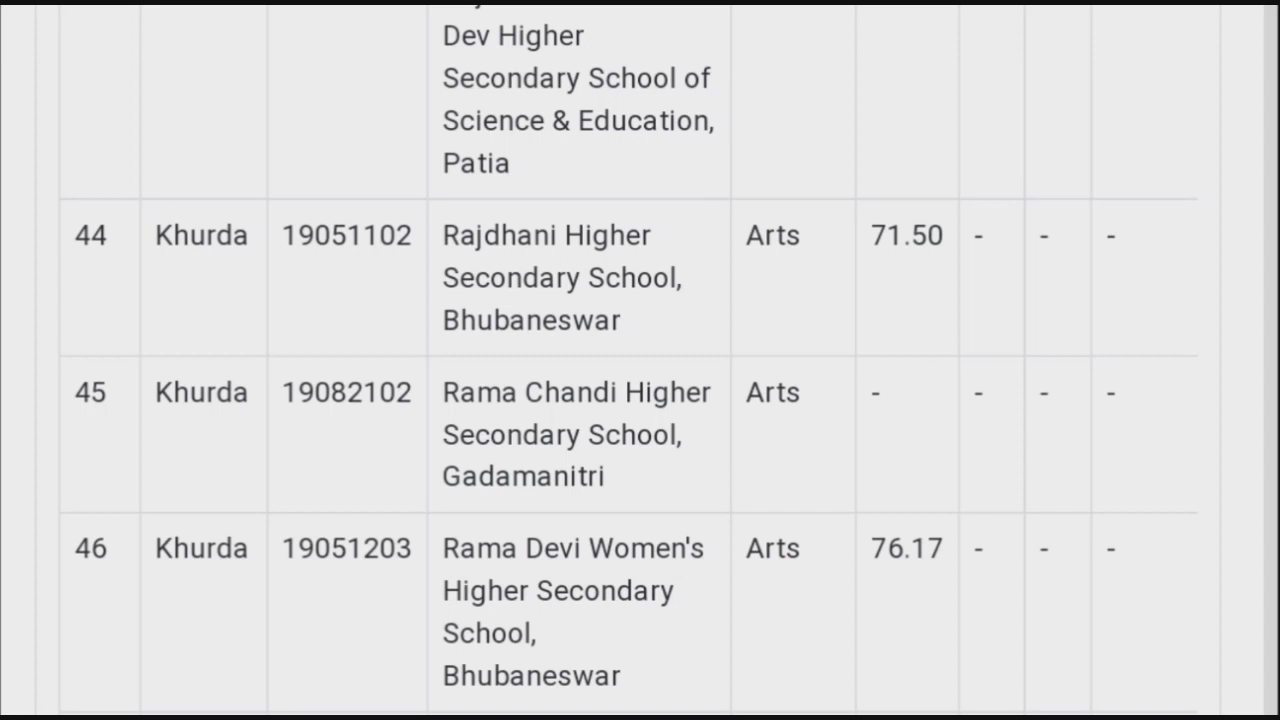 Dev Higher
Secondary School of
Science & Education,
Patia
44 Khurda 19051102 Rajdhani Higher Arts 71.50 - - -
Secondary School,
Bhubaneswar
45 Khurda 19082102 Rama Chandi Higher Arts - - - -
Secondary School,
Gadamanitri
46 Khurda 19051203 Rama Devi Women's Arts 76.17 - - -
Higher Secondary
School,
Bhubaneswar